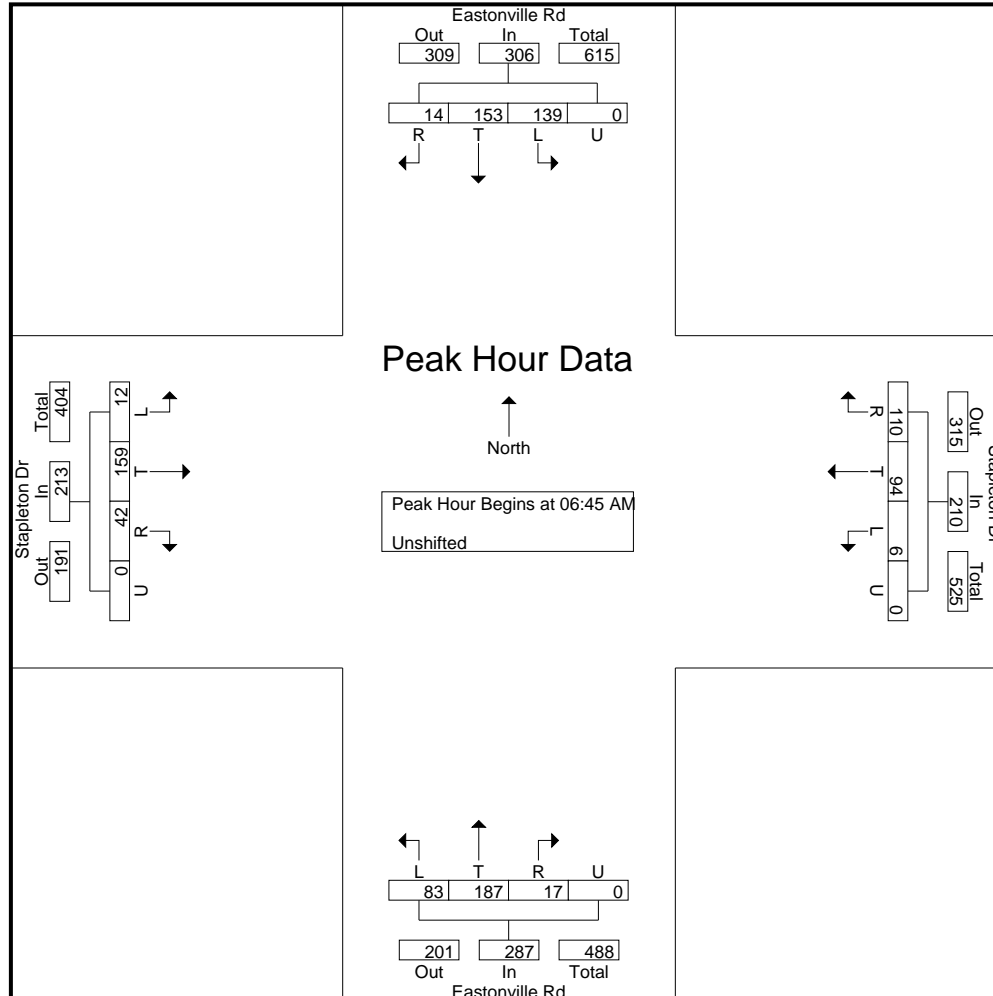 Eastonville Rd
Out In Total
309 306 615
14 153 139 0
R T L U
Peak Hour Data
North
Peak Hour Begins at 06:45 AM
Unshifted
Stapleton Dr
Total In Out
404 213 191
12 159 42 0
L T R U
Out In Total
315 210 525
110 94 6 0
R T L U
L T R U
83 187 17 0
201 287 488
Out In Total
Eastonville Rd